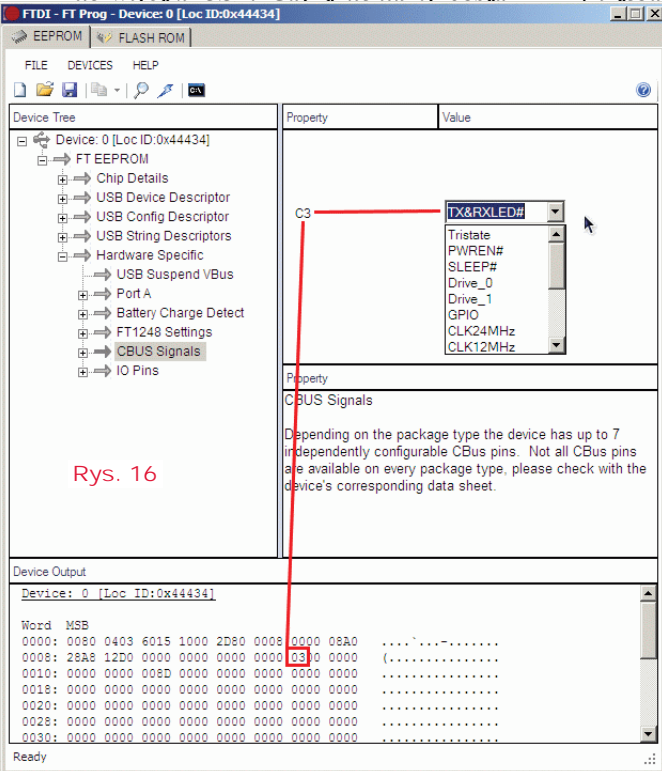 FTDI - FT Prog - Device: 0 [Loc ID:0x44434]
EEPROM FLASH ROM
FILE DEVICES HELP
Device Tree
Device: 0 [Loc ID:0x44434]
FT EEPROM
Chip Details
USB Device Descriptor
USB Config Descriptor
USB String Descriptors
Hardware Specific
USB Suspend VBus
Port A
Battery Charge Detect
FT1248 Settings
CBUS Signals
IO Pins
Rys. 16
Property Value
C3 TX&RXLED#
Tristate
PWREN#
SLEEP#
Drive_0
Drive_1
GPIO
CLK24MHz
CLK12MHz
Property
CBUS Signals
Depending on the package type the device has up to 7
independently configurable CBus pins. Not all CBus pins
are available on every package type, please check with the
device's corresponding data sheet.
Device Output
Device: 0 [Loc ID:0x44434]
Word MSB
0000: 0080 0403 6015 1000 2D80 0008 0000 08A0 ....`...-.......
0008: 28A8 12D0 0000 0000 0000 0000 0300 0000 (...............
0010: 0000 0000 008D 0000 0000 0000 0000 0000 ................
0018: 0000 0000 0000 0000 0000 0000 0000 0000 ................
0020: 0000 0000 0000 0000 0000 0000 0000 0000 ................
0028: 0000 0000 0000 0000 0000 0000 0000 0000 ................
0030: 0000 0000 0000 0000 0000 0000 0000 0000 ................
Ready